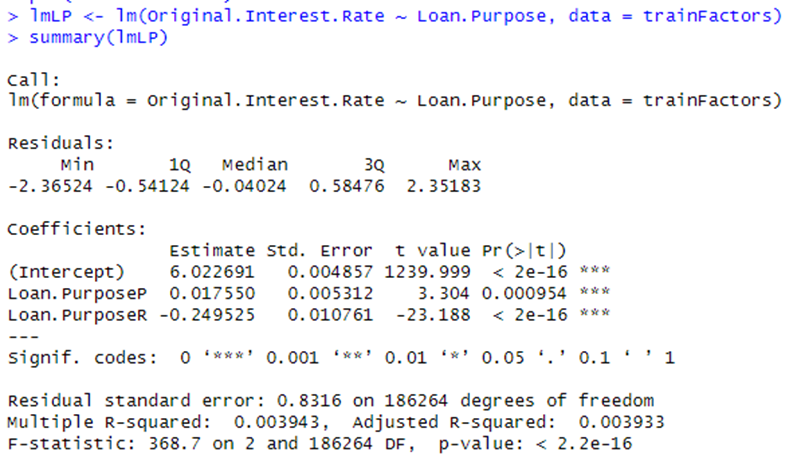 > lmLP <- lm(Original.Interest.Rate ~ Loan.Purpose, data = trainFactors)
> summary(lmLP)
Call:
lm(formula = Original.Interest.Rate ~ Loan.Purpose, data = trainFactors)
Residuals:
     Min       1Q   Median       3Q      Max
-2.36524 -0.54124 -0.04024  0.58476  2.35183
Coefficients:
              Estimate Std. Error  t value Pr(>|t|)
(Intercept)   6.022691   0.004857 1239.999  < 2e-16 ***
Loan.PurposeP  0.017550   0.005312    3.304 0.000954 ***
Loan.PurposeR -0.249525   0.010761  -23.188  < 2e-16 ***
---
Signif. codes:  0 ‘***’ 0.001 ‘**’ 0.01 ‘*’ 0.05 ‘.’ 0.1 ‘ ’ 1
Residual standard error: 0.8316 on 186264 degrees of freedom
Multiple R-squared:  0.003943,  Adjusted R-squared:  0.003933
F-statistic: 368.7 on 2 and 186264 DF,  p-value: < 2.2e-16